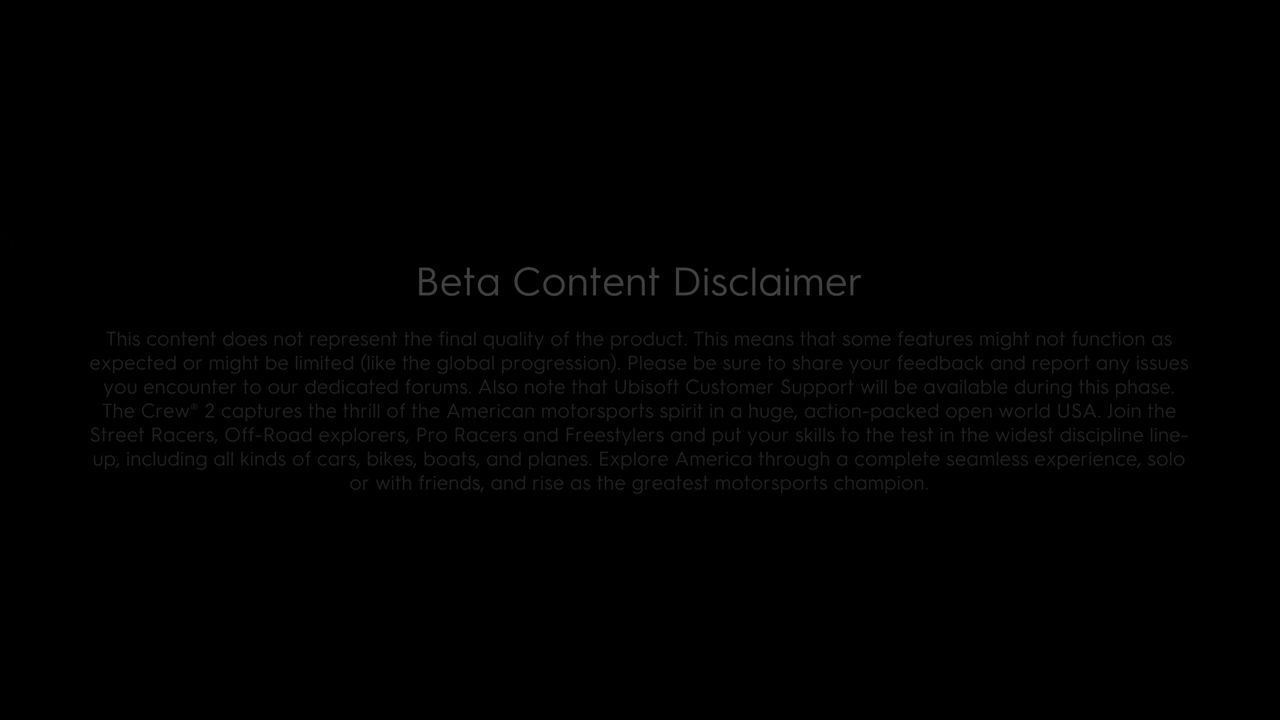 Beta Content Disclaimer
This content does not represent the final quality of the product. This means that some features might not function as
expected or might be limited (like the global progression). Please be sure to share your feedback and report any issues
you encounter to our dedicated forums. Also note that Ubisoft Customer Support will be available during this phase.
The Crew® 2 captures the thrill of the American motorsports spirit in a huge, action-packed open world USA. Join the
Street Racers, Off-Road explorers, Pro Racers and Freestylers and put your skills to the test in the widest discipline line-
up, including all kinds of cars, bikes, boats, and planes. Explore America through a complete seamless experience, solo
or with friends, and rise as the greatest motorsports champion.